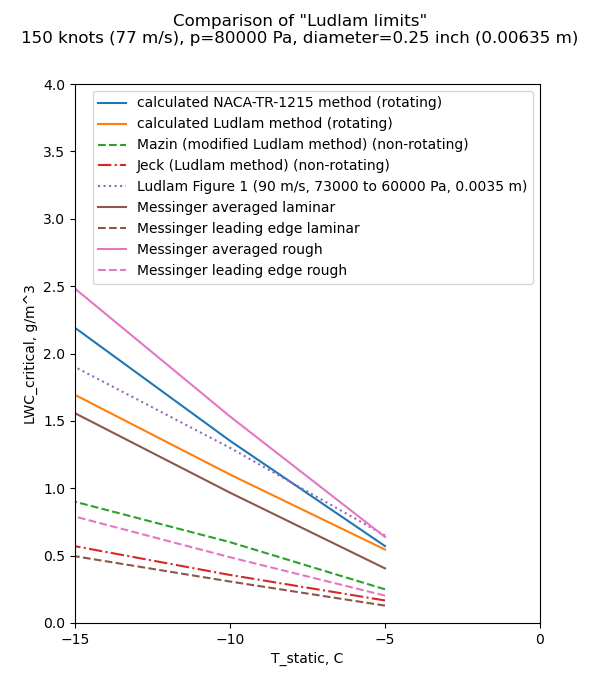 Comparison of "Ludlam limits"
150 knots (77 m/s), p=80000 Pa, diameter=0.25 inch (0.00635 m)
4.0
3.5
3.0
2.5
2.0
1.5
1.0
0.5
0.0
LWC_critical, g/m^3
calculated NACA-TR-1215 method (rotating)
calculated Ludlam method (rotating)
Mazin (modified Ludlam method) (non-rotating)
Jeck (Ludlam method) (non-rotating)
Ludlam Figure 1 (90 m/s, 73000 to 60000 Pa, 0.0035 m)
Messinger averaged laminar
Messinger leading edge laminar
Messinger averaged rough
Messinger leading edge rough
−15
−10
−5
0
T_static, C